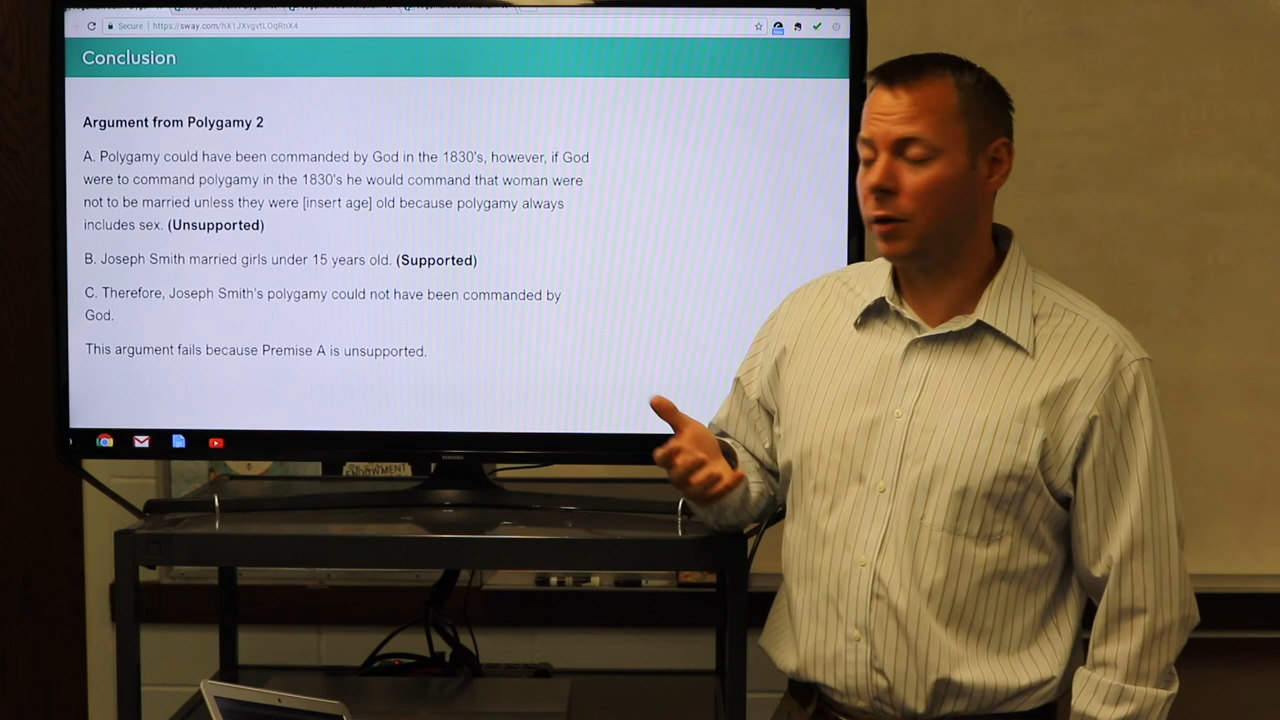 Secure https://sway.com/hX1JXvgvtLOqRnX4
Conclusion
Argument from Polygamy 2
A. Polygamy could have been commanded by God in the 1830's, however, if God
were to command polygamy in the 1830's he would command that woman were
not to be married unless they were [insert age] old because polygamy always
includes sex. (Unsupported)
B. Joseph Smith married girls under 15 years old. (Supported)
C. Therefore, Joseph Smith's polygamy could not have been commanded by
God.
This argument fails because Premise A is unsupported.
SAMSUNG
ENDOWMENT